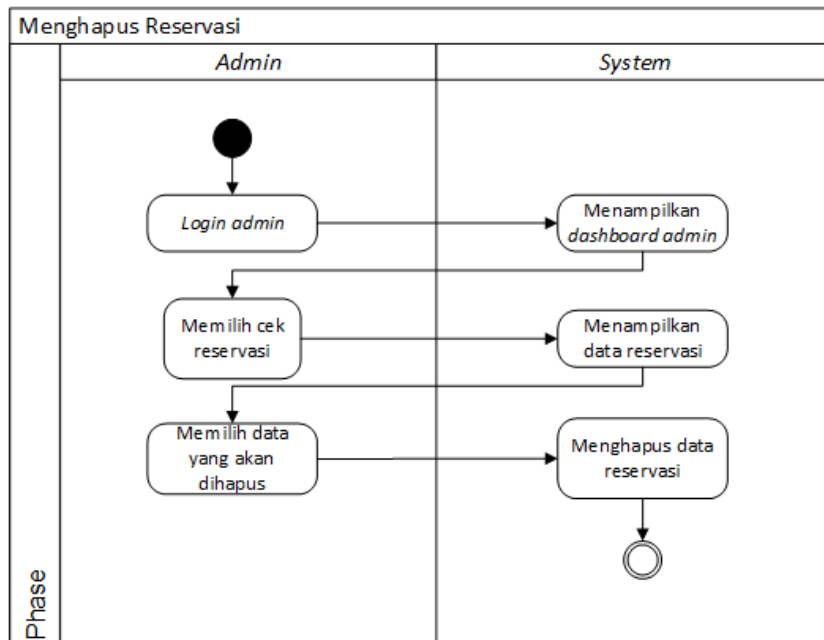 Menghapus Reservasi
Admin
System
Login admin
Menampilkan
dashboard admin
Memilih cek
reservasi
Menampilkan
data reservasi
Memilih data
yang akan
dihapus
Menghapus data
reservasi
Phase